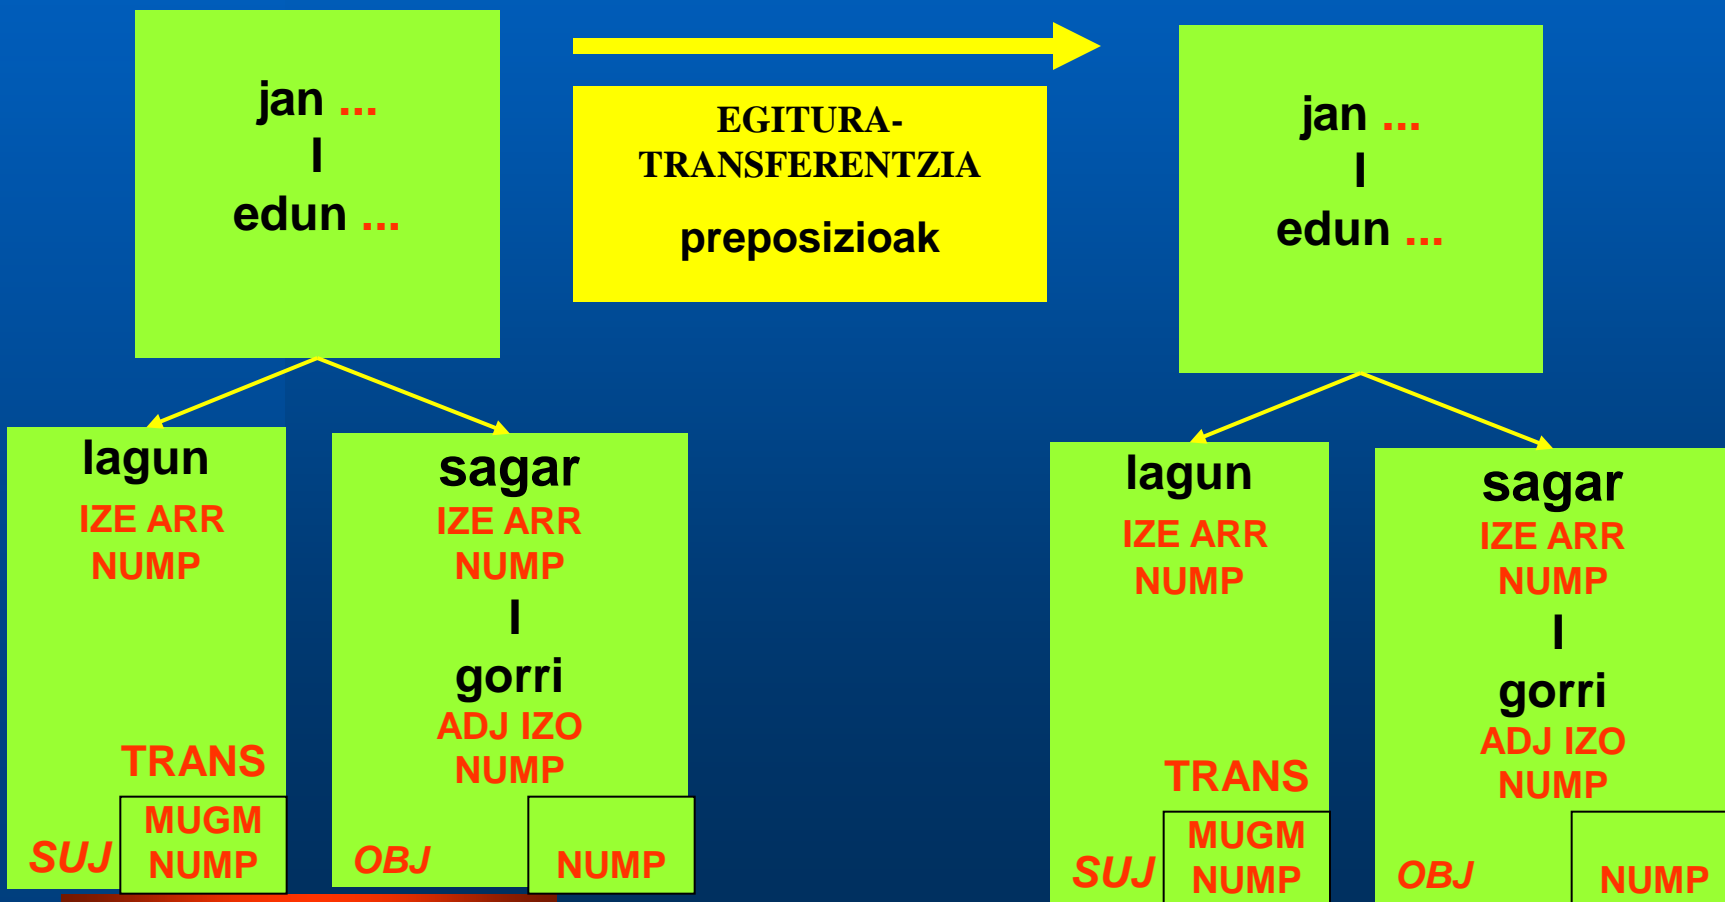 jan ...
I
edun ...
EGITURA-
TRANSFERENTZIA
preposizioak
jan ...
I
edun ...
lagun
IZE ARR
NUMP
TRANS
MUGM
SUJ NUMP
sagar
IZE ARR
NUMP
I
gorri
ADJ IZO
NUMP
OBJ NUMP
lagun
IZE ARR
NUMP
TRANS
MUGM
SUJ NUMP
sagar
IZE ARR
NUMP
I
gorri
ADJ IZO
NUMP
OBJ NUMP